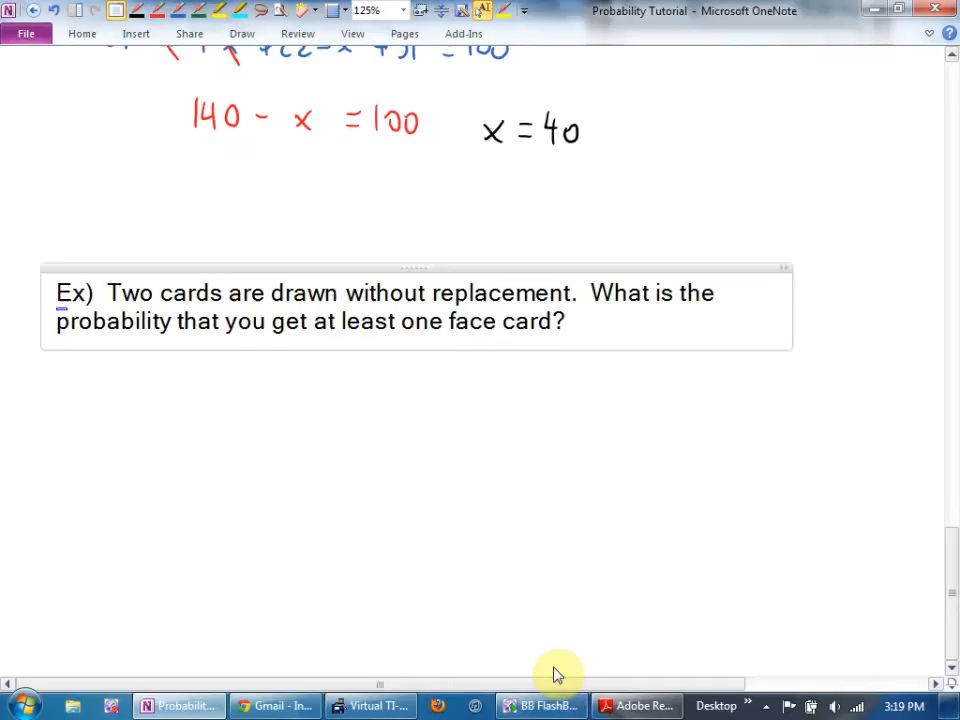 125%
Probability Tutorial - Microsoft OneNote
File Home Insert Share Draw Review Pages View Add-Ins
140 - x = 100 x = 40
Ex) Two cards are drawn without replacement. What is the
probability that you get at least one face card?
Probabilit... Gmail - In... Virtual TI-... BB FlashB... Adobe Re... Desktop » 3:19 PM